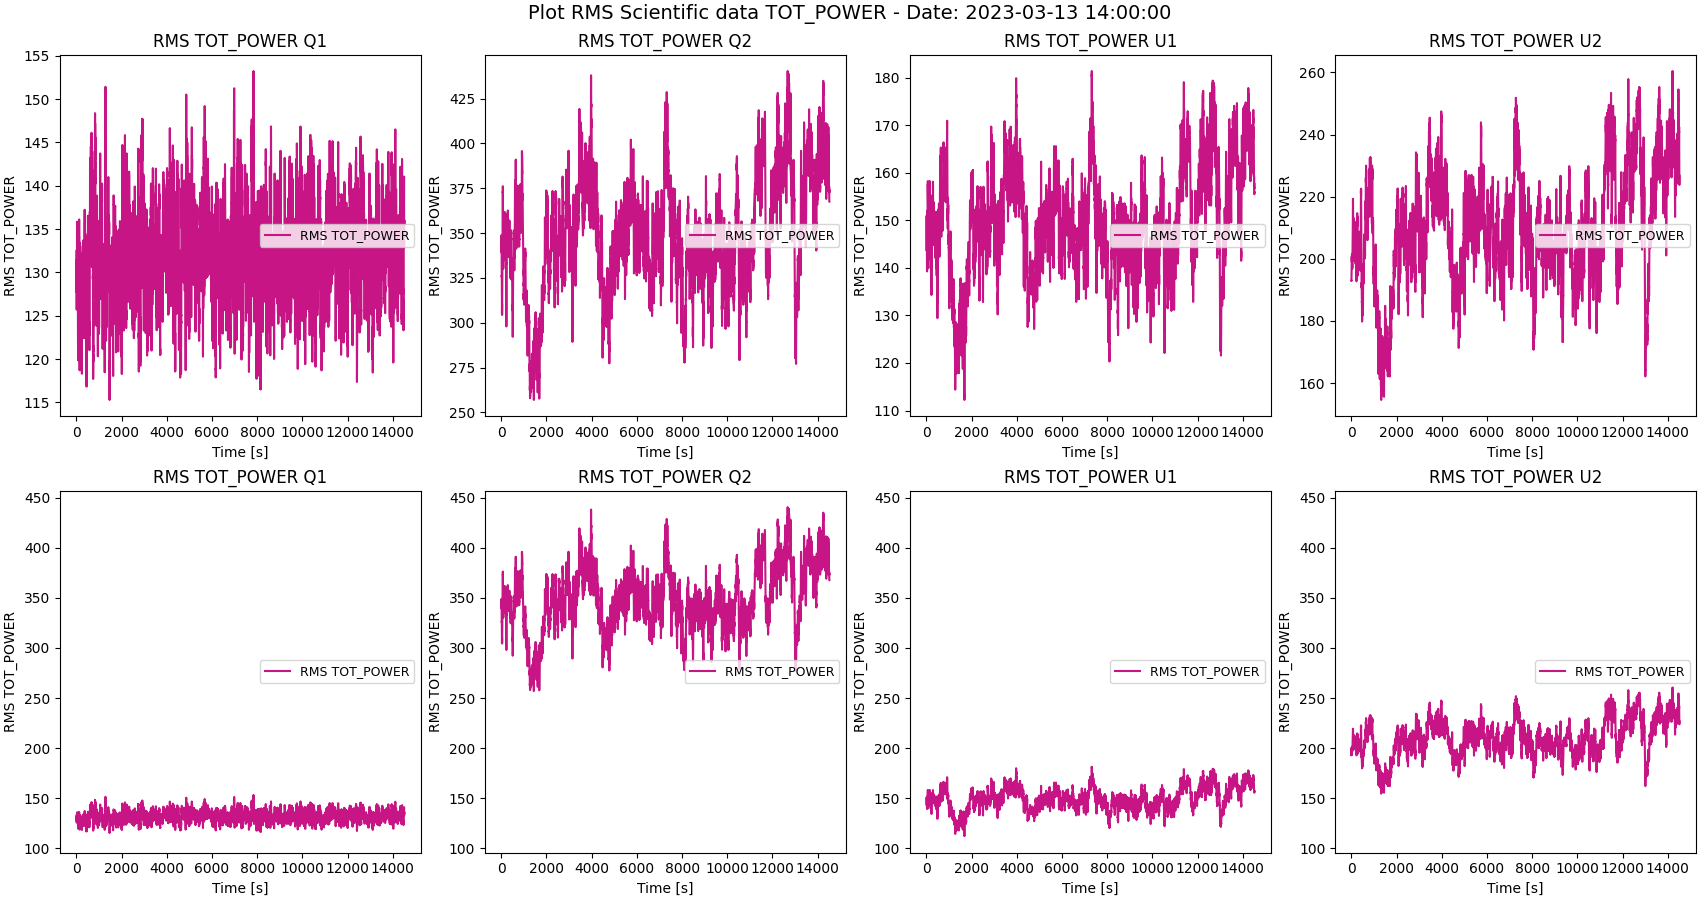 Plot RMS Scientific data TOT_POWER - Date: 2023-03-13 14:00:00
RMS TOT_POWER Q1
RMS TOT_POWER
155
150
145
140
135
130
125
120
115
RMS TOT_POWER
0 2000 4000 6000 8000 10000 12000 14000
Time [s]
RMS TOT_POWER Q2
RMS TOT_POWER
425
400
375
350
325
300
275
250
RMS TOT_POWER
0 2000 4000 6000 8000 10000 12000 14000
Time [s]
RMS TOT_POWER U1
RMS TOT_POWER
180
170
160
150
140
130
120
110
RMS TOT_POWER
0 2000 4000 6000 8000 10000 12000 14000
Time [s]
RMS TOT_POWER U2
RMS TOT_POWER
260
240
220
200
180
160
RMS TOT_POWER
0 2000 4000 6000 8000 10000 12000 14000
Time [s]
RMS TOT_POWER Q1
RMS TOT_POWER
450
400
350
300
250
200
150
100
RMS TOT_POWER
0 2000 4000 6000 8000 10000 12000 14000
Time [s]
RMS TOT_POWER Q2
RMS TOT_POWER
450
400
350
300
250
200
150
100
RMS TOT_POWER
0 2000 4000 6000 8000 10000 12000 14000
Time [s]
RMS TOT_POWER U1
RMS TOT_POWER
450
400
350
300
250
200
150
100
RMS TOT_POWER
0 2000 4000 6000 8000 10000 12000 14000
Time [s]
RMS TOT_POWER U2
RMS TOT_POWER
450
400
350
300
250
200
150
100
RMS TOT_POWER
0 2000 4000 6000 8000 10000 12000 14000
Time [s]